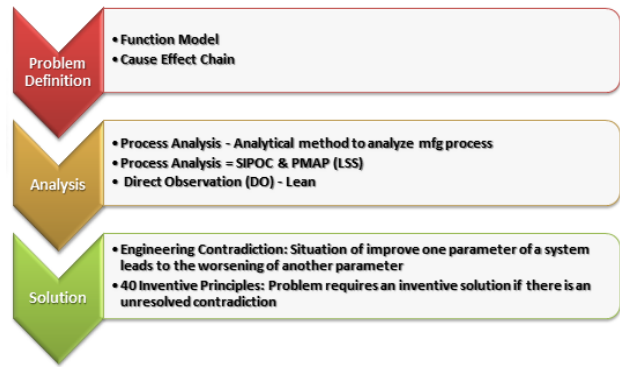 Problem
Definition
• Function Model
• Cause Effect Chain
Analysis
• Process Analysis - Analytical method to analyze mfg process
• Process Analysis = SIPOC & PMAP (LSS)
• Direct Observation (DO) - Lean
Solution
• Engineering Contradiction: Situation of improve one parameter of a system
leads to the worsening of another parameter
• 40 Inventive Principles: Problem requires an inventive solution if there is an
unresolved contradiction